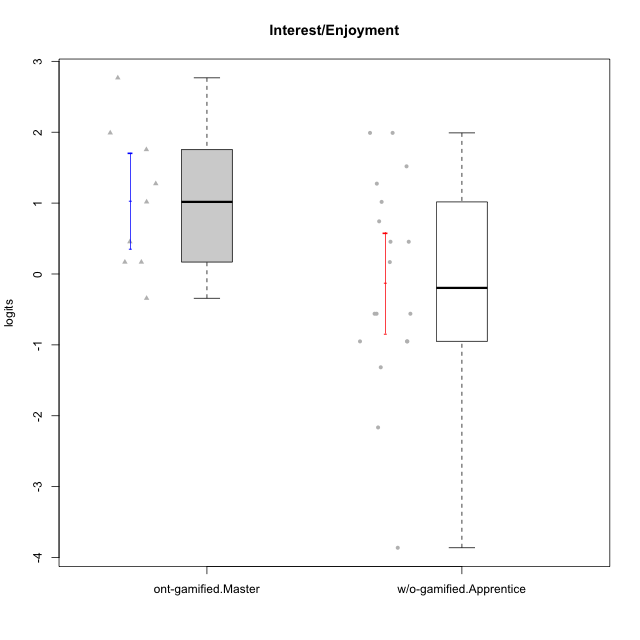 Interest/Enjoyment
3
2
1
0
-1
-2
-3
-4
logits
ont-gamified.Master
w/o-gamified.Apprentice